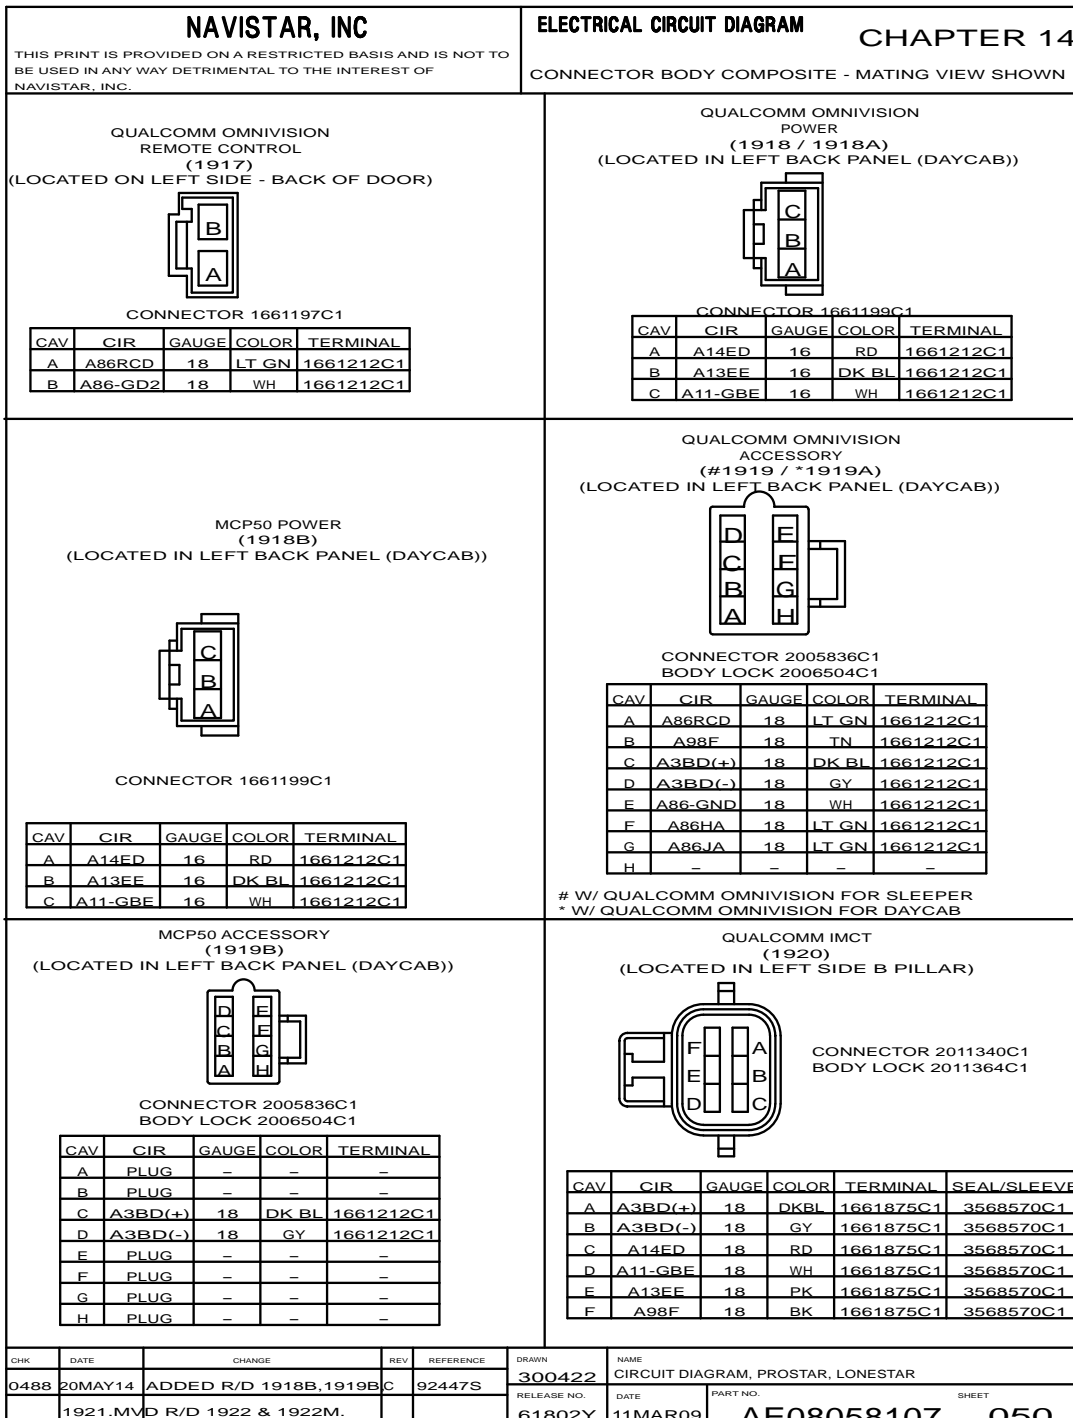 NAVISTAR, INC
THIS PRINT IS PROVIDED ON A RESTRICTED BASIS AND IS NOT TO
BE USED IN ANY WAY DETRIMENTAL TO THE INTEREST OF
NAVISTAR, INC.
ELECTRICAL CIRCUIT DIAGRAM
CHAPTER 14
CONNECTOR BODY COMPOSITE - MATING VIEW SHOWN
QUALCOMM OMNIVISION
REMOTE CONTROL
(1917)
(LOCATED ON LEFT SIDE - BACK OF DOOR)
B
A
CONNECTOR 1661197C1
CAV CIR GAUGE COLOR TERMINAL
A A86RCD 18 LT GN 1661212C1
B A86-GD2 18 WH 1661212C1
QUALCOMM OMNIVISION
POWER
(1918 / 1918A)
(LOCATED IN LEFT BACK PANEL (DAYCAB))
C
B
A
CONNECTOR 1661199C1
CAV CIR GAUGE COLOR TERMINAL
A A14ED 16 RD 1661212C1
B A13EE 16 DK BL 1661212C1
C A11-GBE 16 WH 1661212C1
MCP50 POWER
(1918B)
(LOCATED IN LEFT BACK PANEL (DAYCAB))
C
B
A
CONNECTOR 1661199C1
CAV CIR GAUGE COLOR TERMINAL
A A14ED 16 RD 1661212C1
B A13EE 16 DK BL 1661212C1
C A11-GBE 16 WH 1661212C1
QUALCOMM OMNIVISION
ACCESSORY
(#1919 / *1919A)
(LOCATED IN LEFT BACK PANEL (DAYCAB))
D E
C F
B G
A H
CONNECTOR 2005836C1
BODY LOCK 2006504C1
CAV CIR GAUGE COLOR TERMINAL
A A86RCD 18 LT GN 1661212C1
B A98F 18 TN 1661212C1
C A3BD(+) 18 DK BL 1661212C1
D A3BD(-) 18 GY 1661212C1
E A86-GND 18 WH 1661212C1
F A86HA 18 LT GN 1661212C1
G A86JA 18 LT GN 1661212C1
H – – – –
# W/ QUALCOMM OMNIVISION FOR SLEEPER
* W/ QUALCOMM OMNIVISION FOR DAYCAB
MCP50 ACCESSORY
(1919B)
(LOCATED IN LEFT BACK PANEL (DAYCAB))
D E
C F
B G
A H
CONNECTOR 2005836C1
BODY LOCK 2006504C1
CAV CIR GAUGE COLOR TERMINAL
A PLUG – – –
B PLUG – – –
C A3BD(+) 18 DK BL 1661212C1
D A3BD(-) 18 GY 1661212C1
E PLUG – – –
F PLUG – – –
G PLUG – – –
H PLUG – – –
QUALCOMM IMCT
(1920)
(LOCATED IN LEFT SIDE B PILLAR)
F A
E B
D C
CONNECTOR 2011340C1
BODY LOCK 2011364C1
CAV CIR GAUGE COLOR TERMINAL SEAL/SLEEVE
A A3BD(+) 18 DKBL 1661875C1 3568570C1
B A3BD(-) 18 GY 1661875C1 3568570C1
C A14ED 18 RD 1661875C1 3568570C1
D A11-GBE 18 WH 1661875C1 3568570C1
E A13EE 18 PK 1661875C1 3568570C1
F A98F 18 BK 1661875C1 3568570C1
CHK DATE CHANGE REV REFERENCE
0488 20MAY14 ADDED R/D 1918B,1919B C 92447S
1921.MVD R/D 1922 & 1922M.
DRAWN
300422
NAME
CIRCUIT DIAGRAM, PROSTAR, LONESTAR
RELEASE NO.
61802Y
DATE
11MAR09
PART NO.
AE08058107
SHEET
050